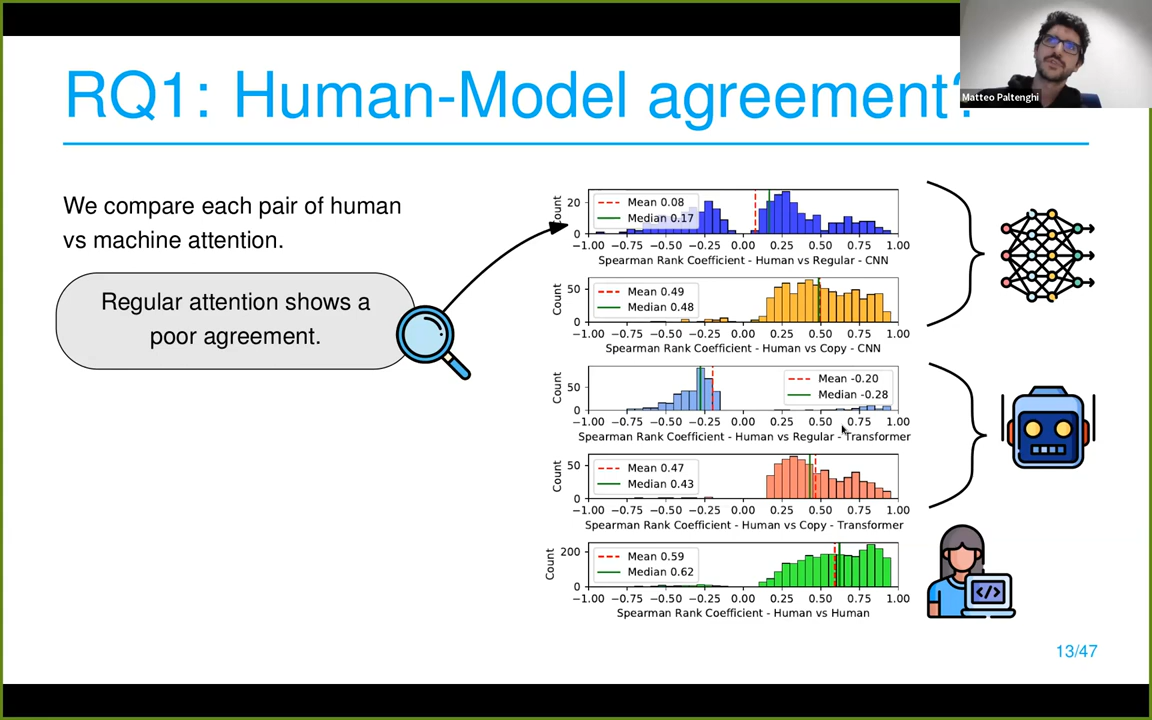 RQ1: Human-Model agreement?
Matteo Paltenghi
We compare each pair of human
vs machine attention.
Regular attention shows a
poor agreement.
Count
20
0
Mean 0.08
Median 0.17
−1.00 −0.75 −0.50 −0.25 0.00 0.25 0.50 0.75 1.00
Spearman Rank Coefficient - Human vs Regular - CNN
Count
50
0
Mean 0.49
Median 0.48
−1.00 −0.75 −0.50 −0.25 0.00 0.25 0.50 0.75 1.00
Spearman Rank Coefficient - Human vs Copy - CNN
Count
50
0
Mean -0.20
Median -0.28
−1.00 −0.75 −0.50 −0.25 0.00 0.25 0.50 0.75 1.00
Spearman Rank Coefficient - Human vs Regular - Transformer
Count
50
0
Mean 0.47
Median 0.43
−1.00 −0.75 −0.50 −0.25 0.00 0.25 0.50 0.75 1.00
Spearman Rank Coefficient - Human vs Copy - Transformer
Count
200
0
Mean 0.59
Median 0.62
−1.00 −0.75 −0.50 −0.25 0.00 0.25 0.50 0.75 1.00
Spearman Rank Coefficient - Human vs Human
</>
13/47